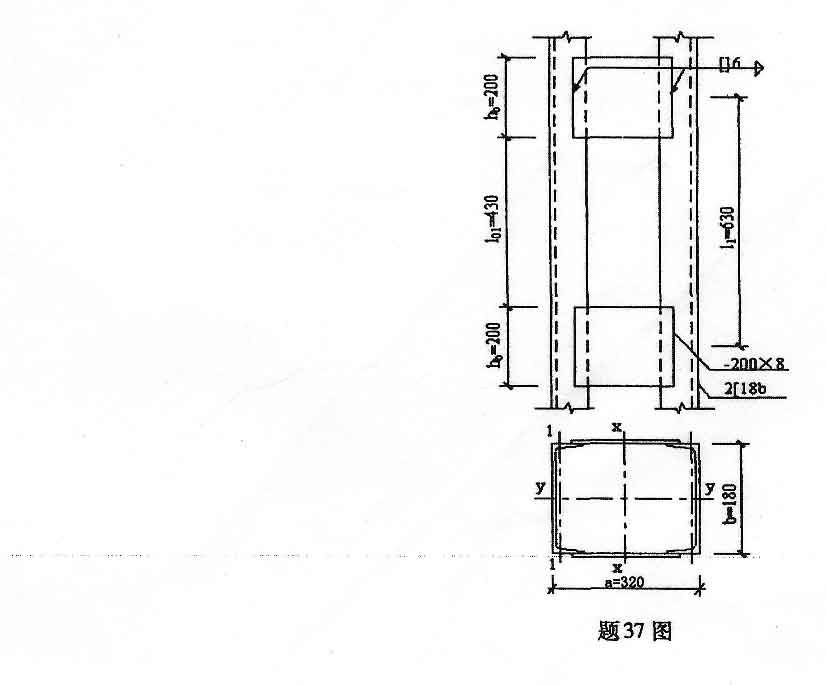 6
h₀=200
l₀₁=430
l₁=630
h₀=200
-200×8
2[18b
1
x
y
y
b=180
1
x
a=320
题37 图